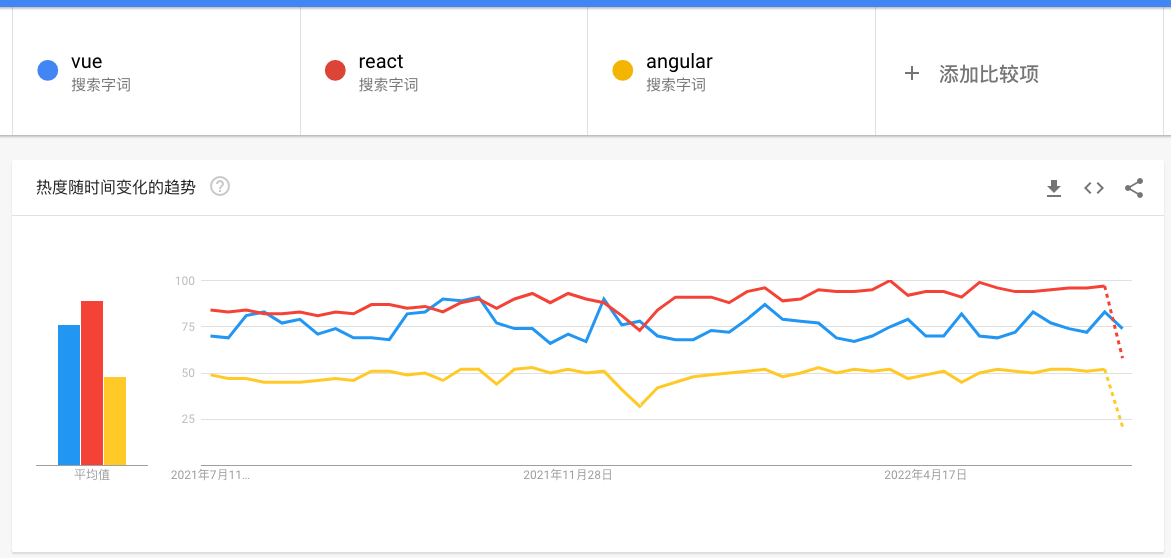 vue
搜索字词
react
搜索字词
angular
搜索字词
+ 添加比较项
热度随时间变化的趋势 ?
100
75
50
25
平均值
2021年7月11…
2021年11月28日
2022年4月17日